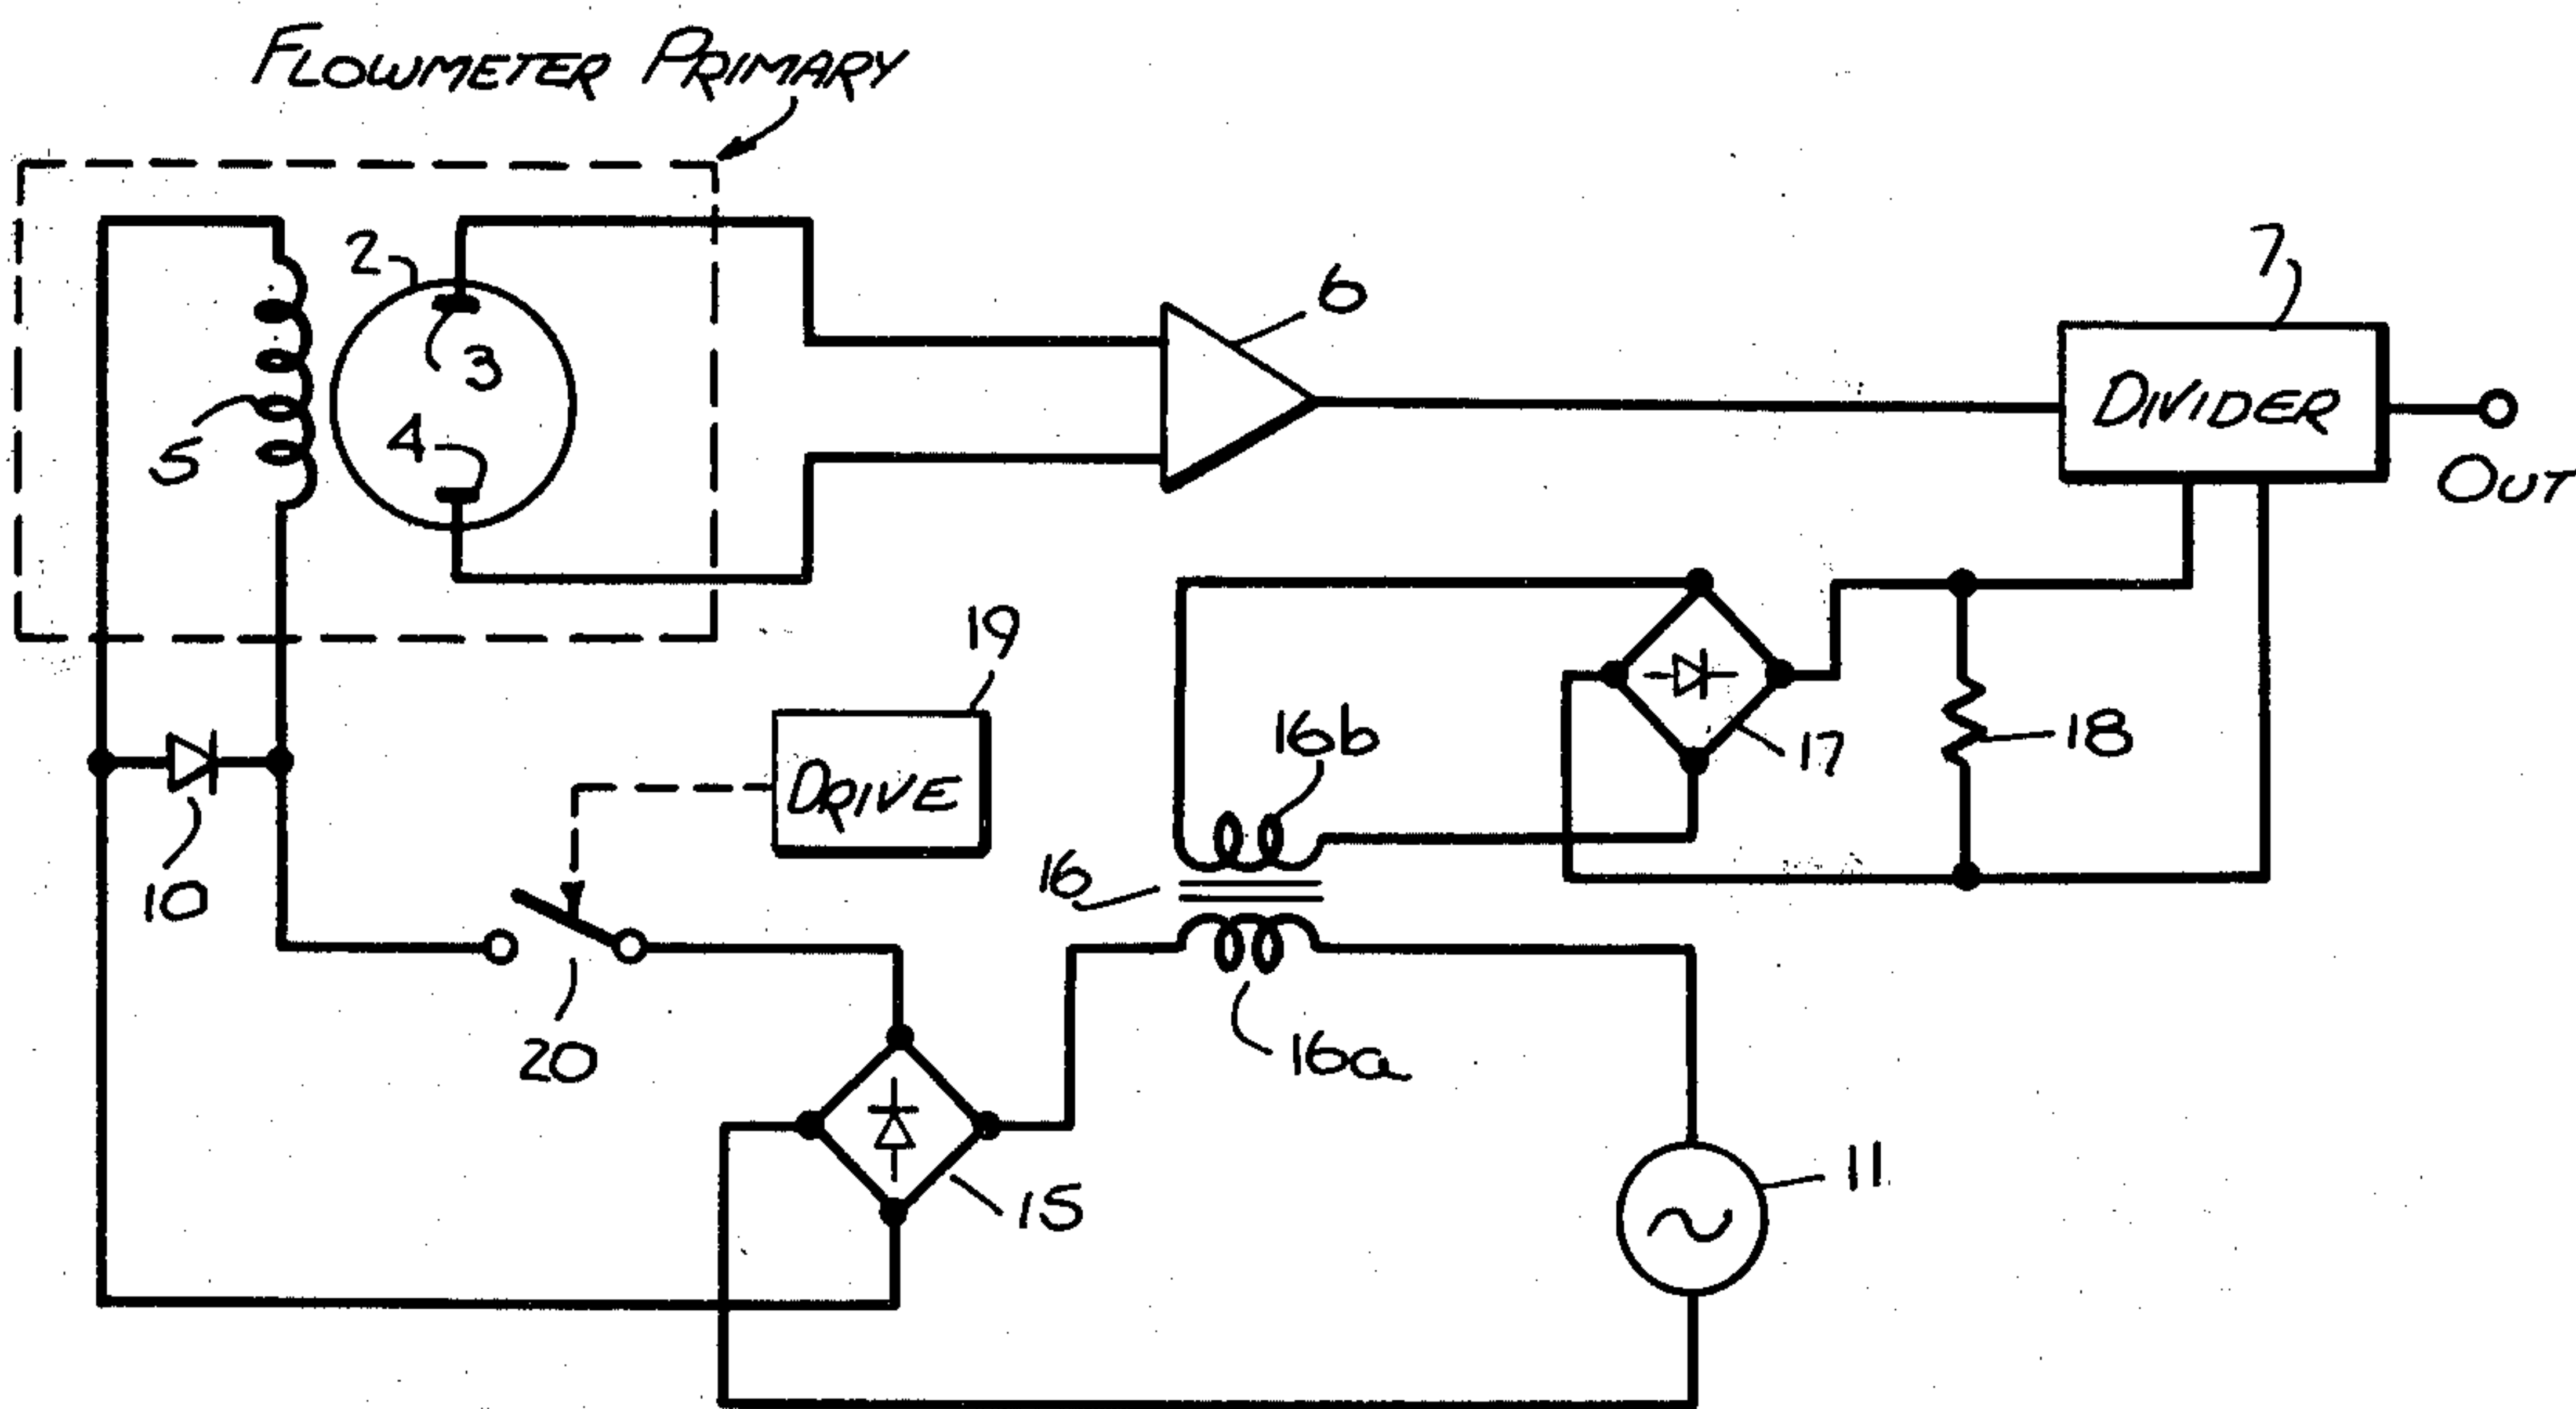 FLOWMETER PRIMARY
2
3
4
5
6
7
DIVIDER
OUT
19
DRIVE
16b
17
18
10
16
20
16a
15
11